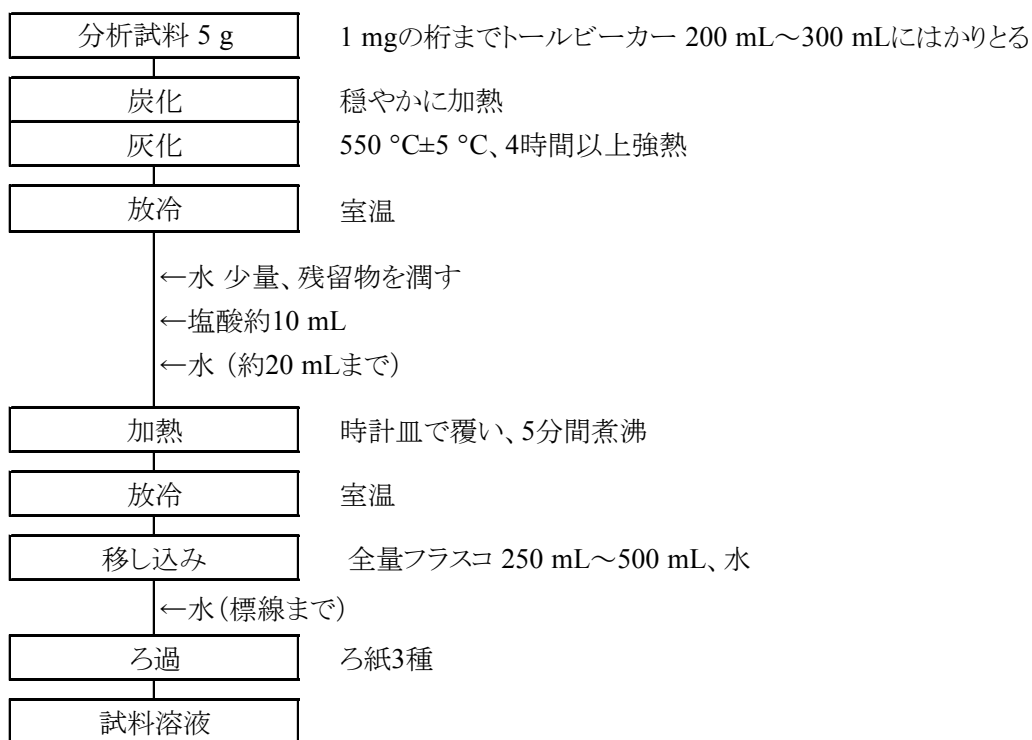 分析試料 5 g 1 mgの桁までトールビーカー 200 mL～300 mLにはかりとる
炭化 穏やかに加熱
灰化 550 °C±5 °C、4時間以上強熱
放冷 室温
←水 少量、残留物を潤す
←塩酸約10 mL
←水（約20 mLまで）
加熱 時計皿で覆い、5分間煮沸
放冷 室温
移し込み 全量フラスコ 250 mL～500 mL、水
←水（標線まで）
ろ過 ろ紙3種
試料溶液